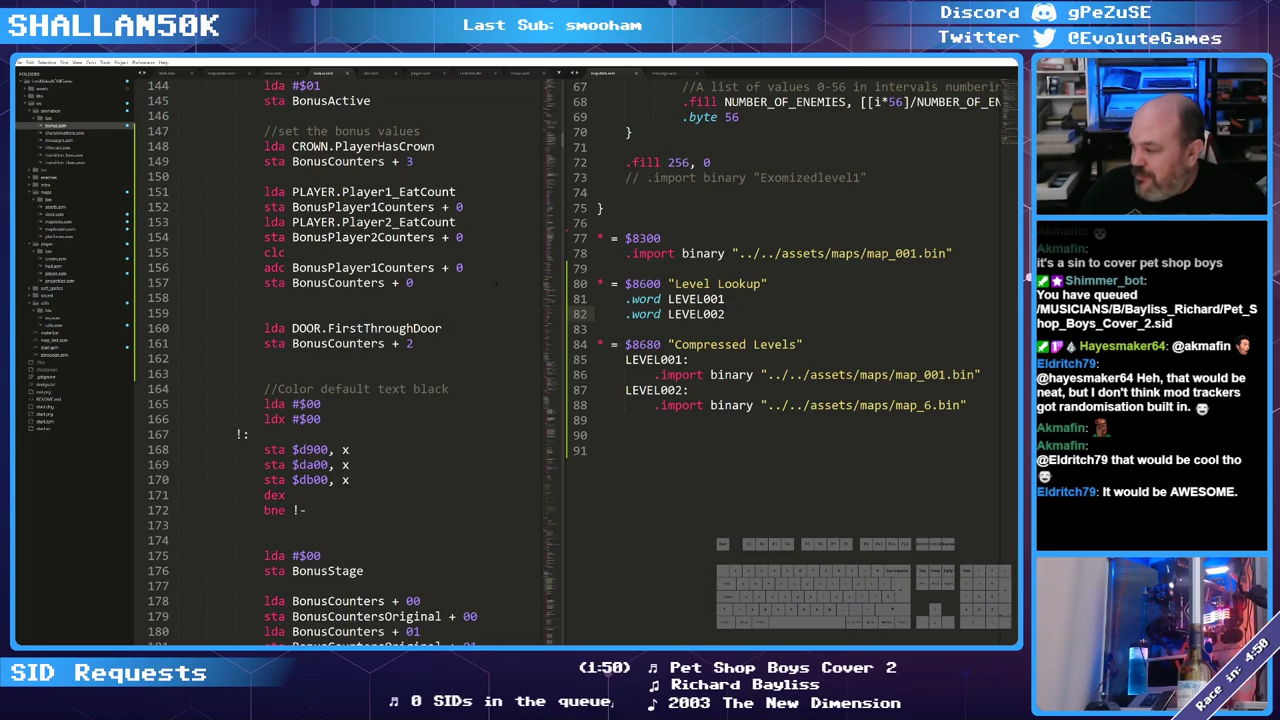 SHALLAN50K
Last Sub: smooham
Discord gPeZuSE
Twitter @EvoluteGames
FOLDERS
144 lda #$01
145 sta BonusActive
146
147 //set the bonus values
148 lda CROWN.PlayerHasCrown
149 sta BonusCounters + 3
150
151 lda PLAYER.Player1_EatCount
152 sta BonusPlayer1Counters + 0
153 lda PLAYER.Player2_EatCount
154 sta BonusPlayer2Counters + 0
155 clc
156 adc BonusPlayer1Counters + 0
157 sta BonusCounters + 0
158
159
160 lda DOOR.FirstThroughDoor
161 sta BonusCounters + 2
162
163
164 //Color default text black
165 lda #$00
166 ldx #$00
167 !:
168 sta $d900, x
169 sta $da00, x
170 sta $db00, x
171 dex
172 bne !-
173
174
175 lda #$00
176 sta BonusStage
177
178 lda BonusCounters + 00
179 sta BonusCountersOriginal + 00
180 lda BonusCounters + 01
67 //A list of values 0-56 in intervals numberin
68 .fill NUMBER_OF_ENEMIES, [[i*56]/NUMBER_OF_EN
69 .byte 56
70 }
71
72 .fill 256, 0
73 // .import binary "Exomizedlevel1"
74
75 }
76
77 * = $8300
78 .import binary "../../assets/maps/map_001.bin"
79
80 * = $8600 "Level Lookup"
81 .word LEVEL001
82 .word LEVEL002
83
84 * = $8680 "Compressed Levels"
85 LEVEL001:
86 .import binary "../../assets/maps/map_001.bin"
87 LEVEL002:
88 .import binary "../../assets/maps/map_6.bin"
89
90
91
Akmafin:
Akmafin:
it's a sin to cover pet shop boys
Shimmer_bot:
You have queued
/MUSICIANS/B/Bayliss_Richard/Pet_S
hop_Boys_Cover_2.sid
Hayesmaker64: @akmafin
Eldritch79:
@hayesmaker64 Heh, that would be
neat, but I don't think mod trackers
got randomisation built in.
Akmafin:
Akmafin:
@Eldritch79 that would be cool tho
Eldritch79: It would be AWESOME.
SID Requests
(1:50) Pet Shop Boys Cover 2
Richard Bayliss
0 SIDs in the queue,
2003 The New Dimension
Race in: 4:50